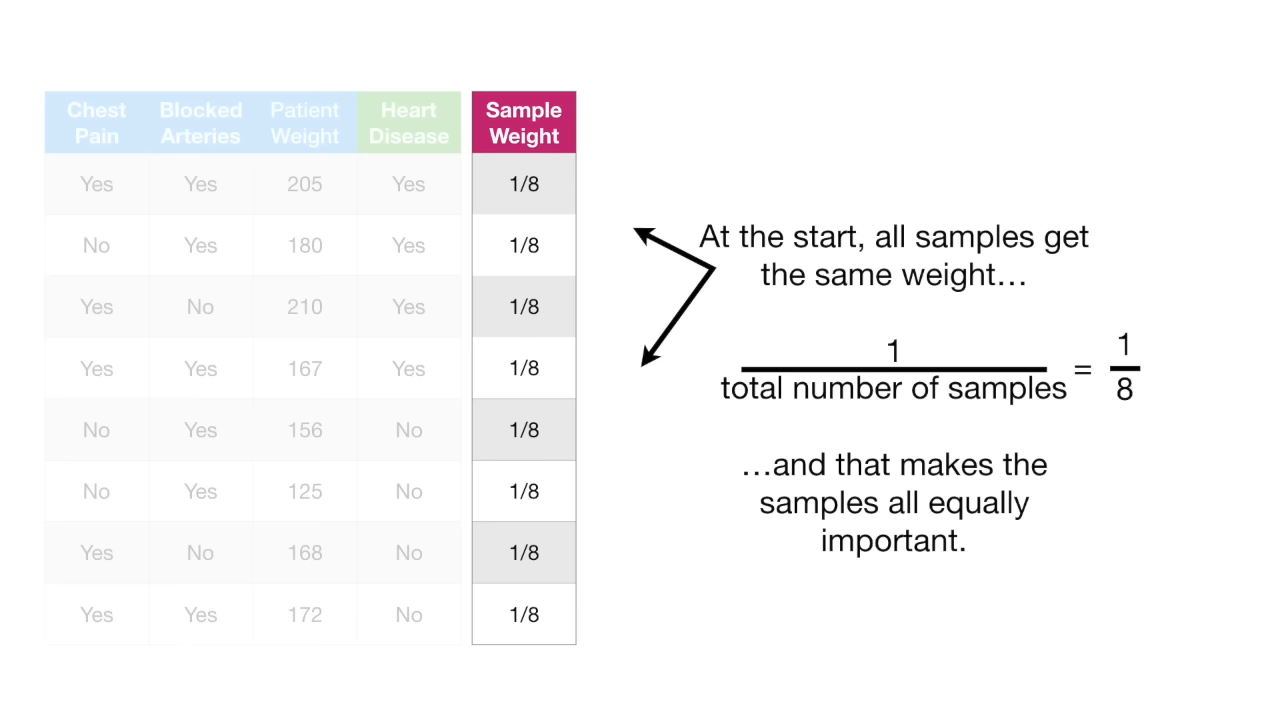 Chest Pain Blocked Arteries Patient Weight Heart Disease Sample Weight
Yes Yes 205 Yes 1/8
No Yes 180 Yes 1/8
Yes No 210 Yes 1/8
Yes Yes 167 Yes 1/8
No Yes 156 No 1/8
No Yes 125 No 1/8
Yes No 168 No 1/8
Yes Yes 172 No 1/8
At the start, all samples get
the same weight…
1
total number of samples
=
1
8
…and that makes the
samples all equally
important.